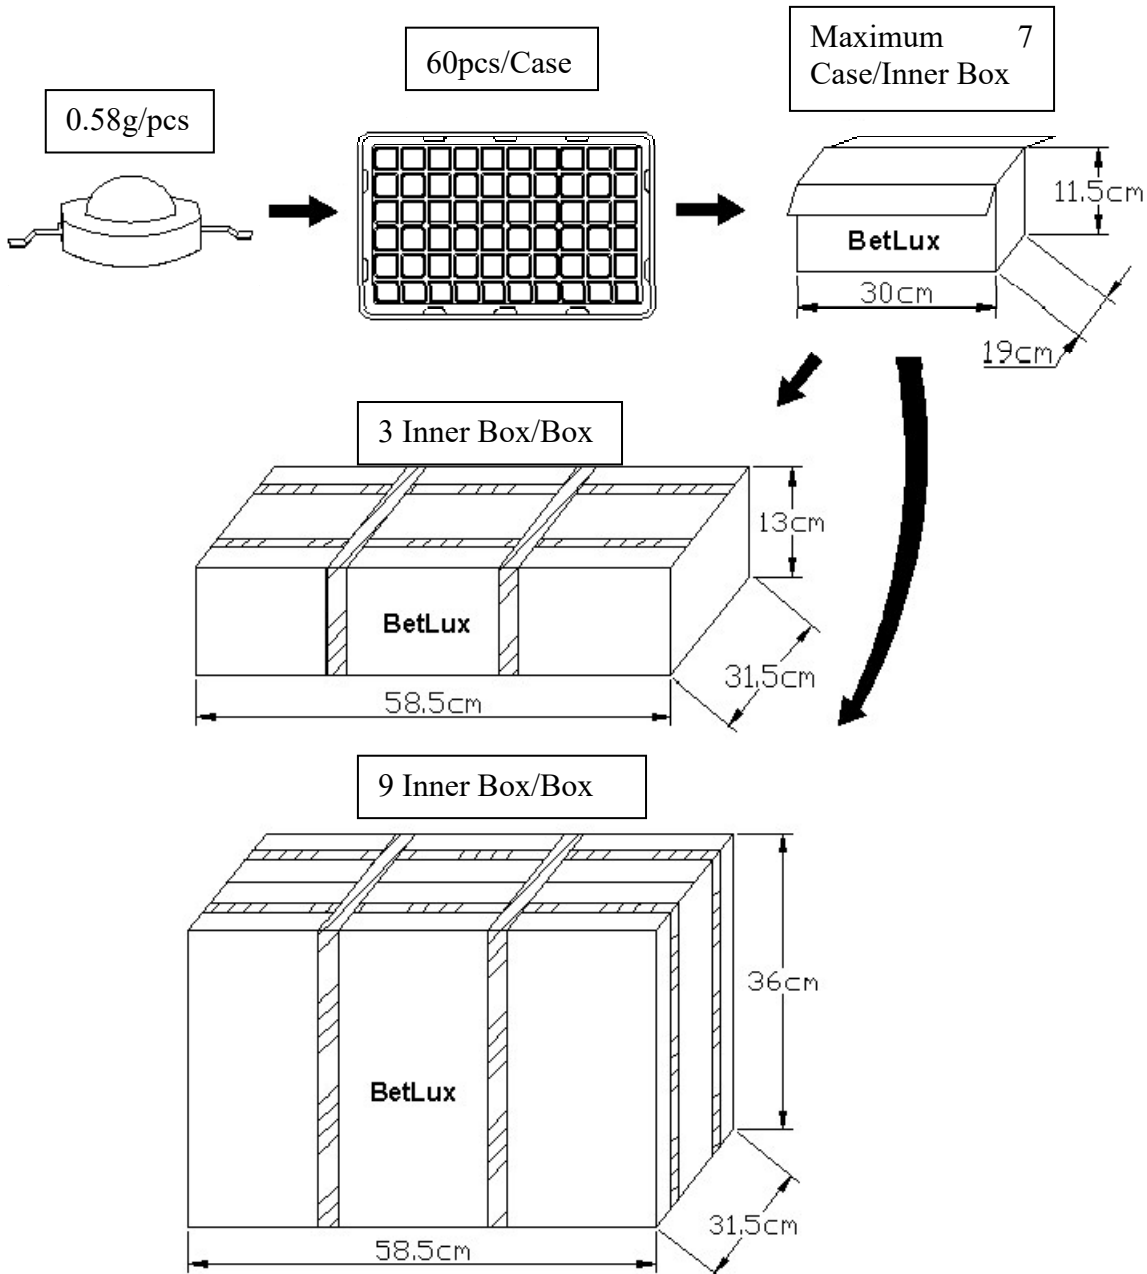 Maximum 7
Case/Inner Box
60pcs/Case
0.58g/pcs
11.5cm
BetLux
30cm
19cm
3 Inner Box/Box
13cm
BetLux
31.5cm
58.5cm
9 Inner Box/Box
36cm
BetLux
31.5cm
58.5cm